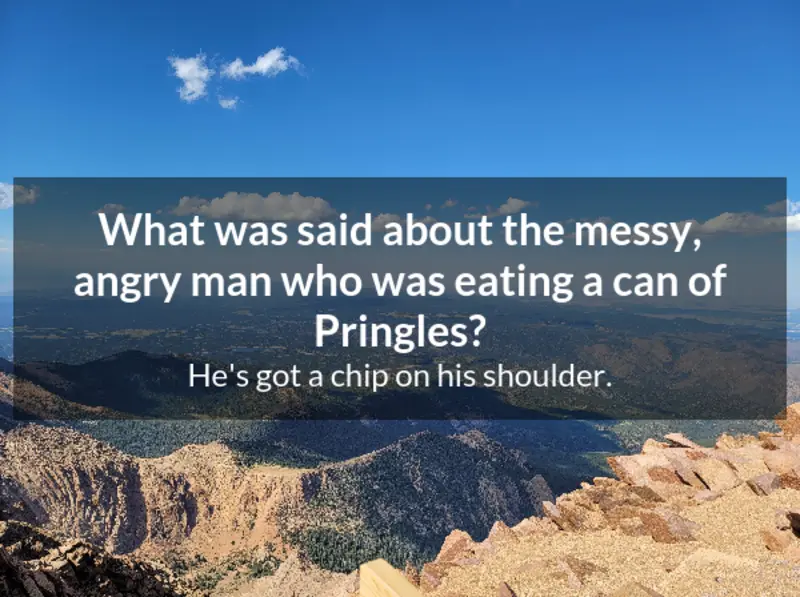 What was said about the messy,
angry man who was eating a can of
Pringles?
He's got a chip on his shoulder.